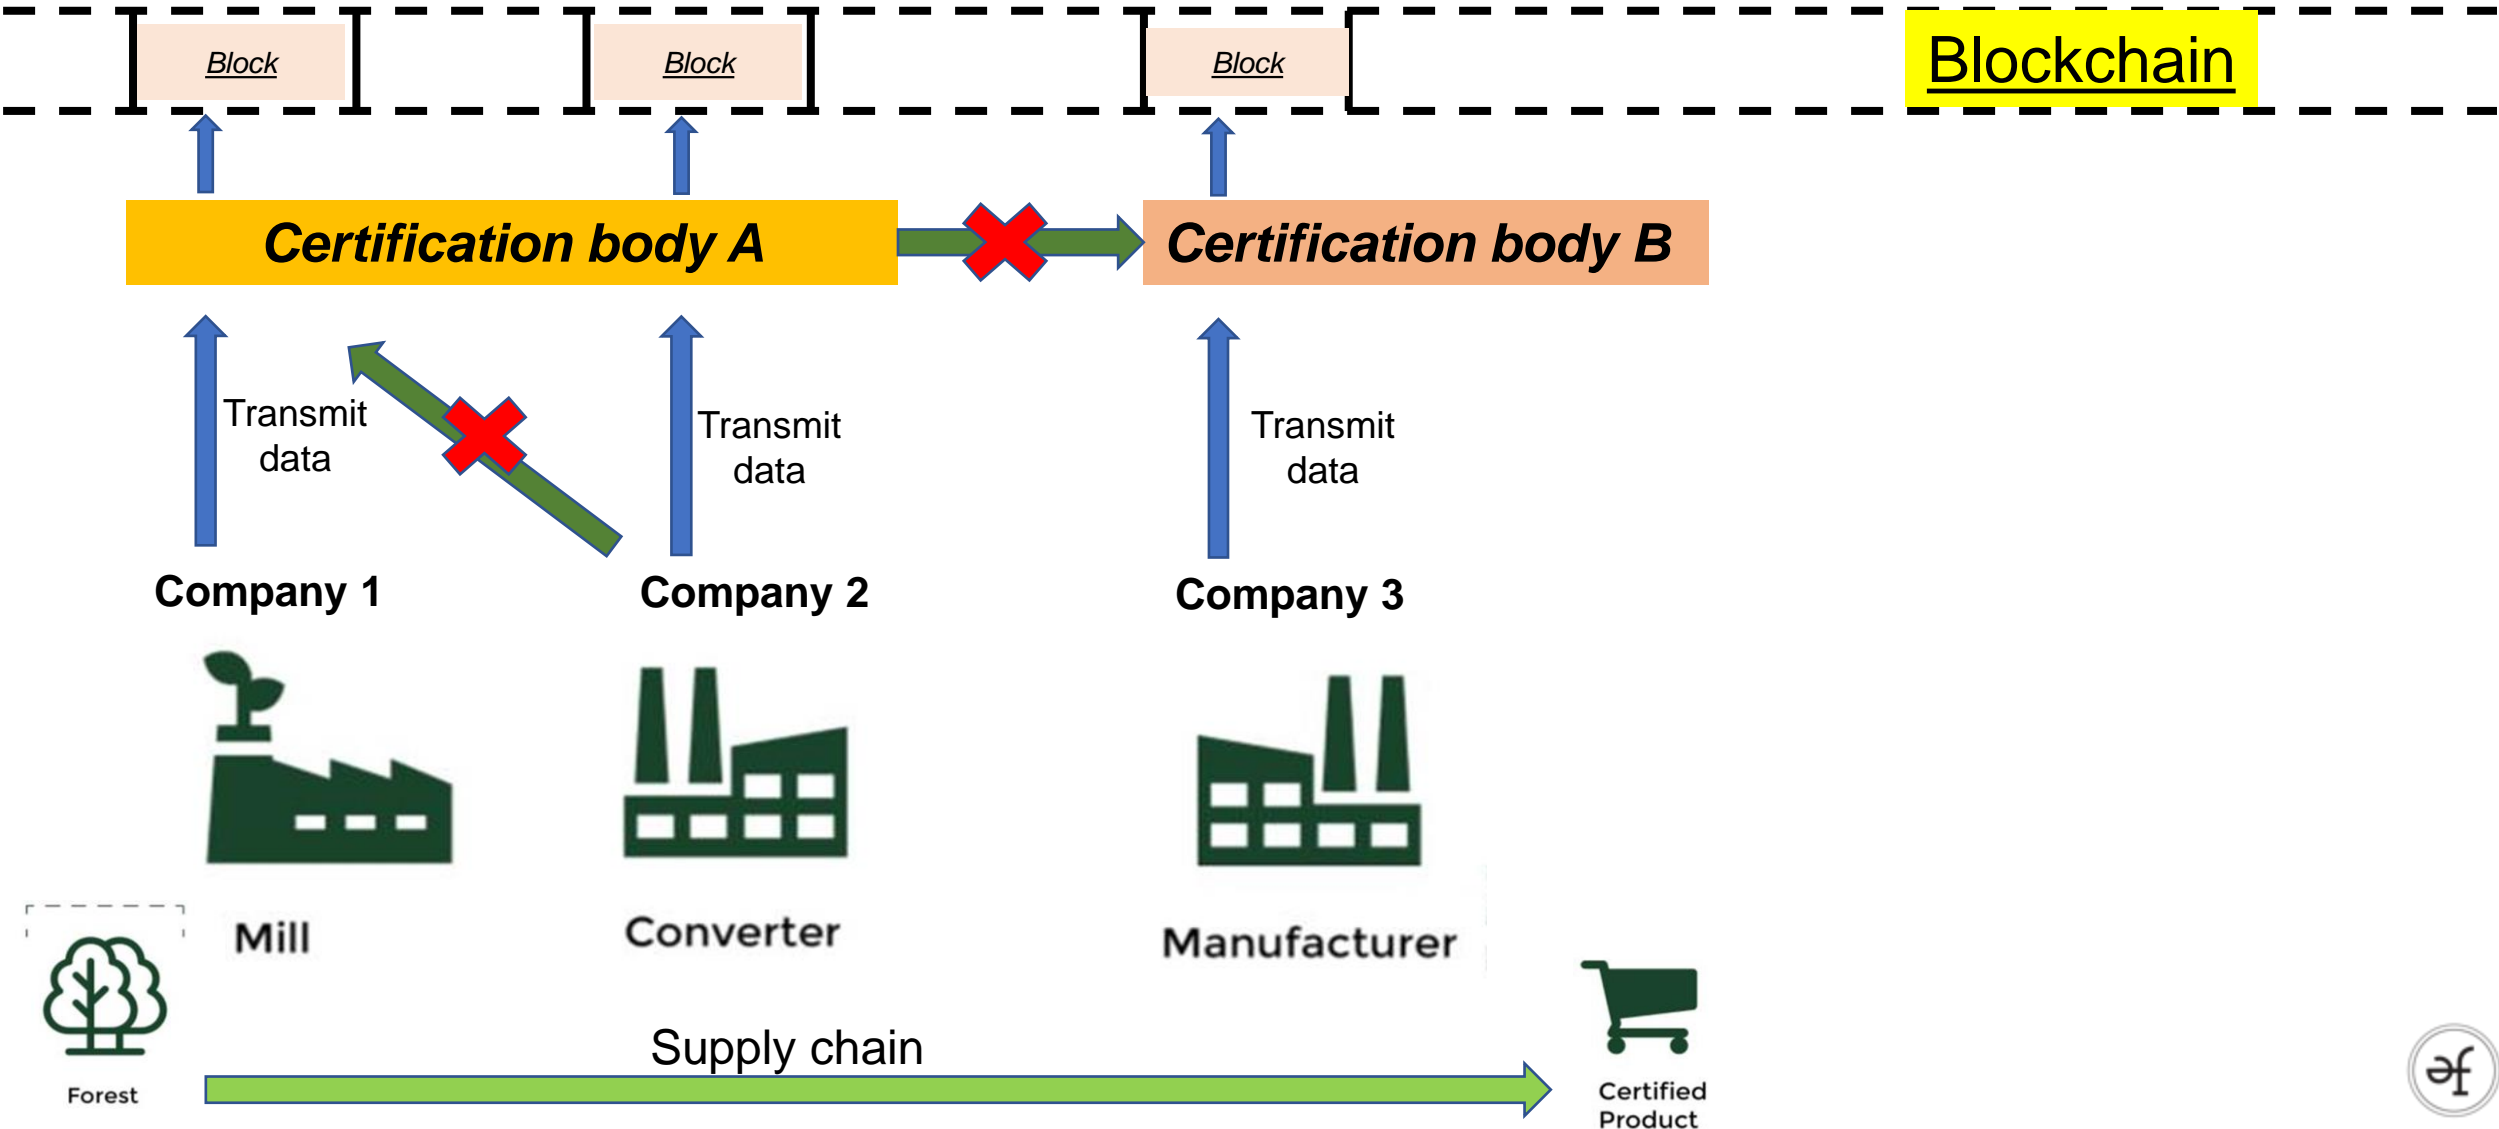 Block
Block
Block
Blockchain
Certification body A
Certification body B
Transmit
data
Transmit
data
Transmit
data
Company 1
Company 2
Company 3
Mill
Converter
Manufacturer
Supply chain
Forest
Certified
Product